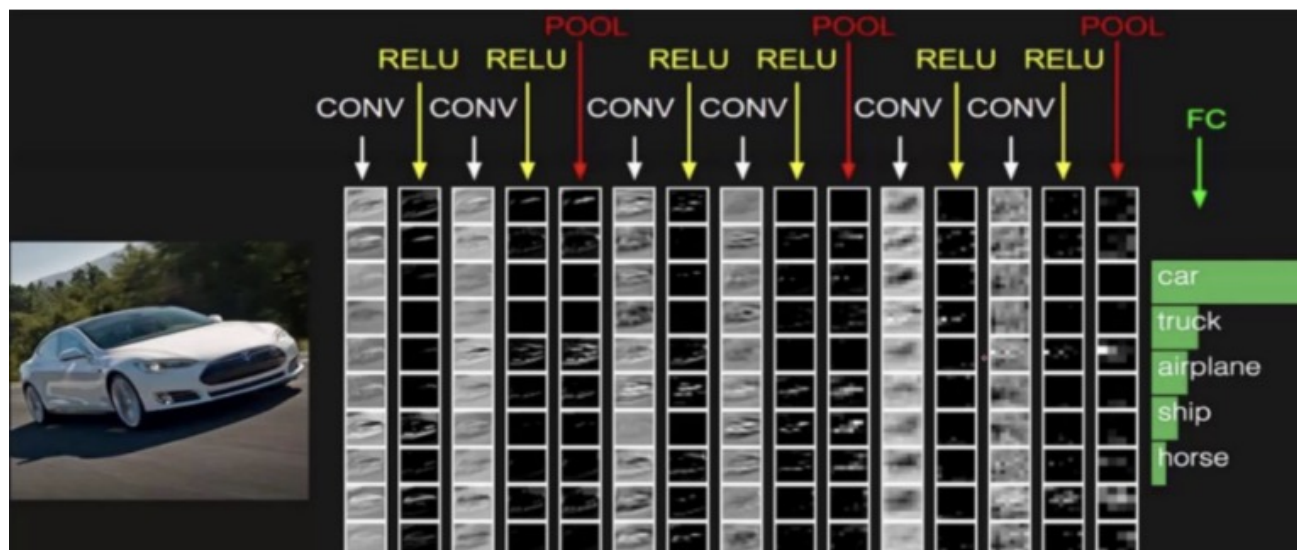 POOL POOL POOL
RELU RELU RELU RELU RELU RELU
CONV CONV CONV CONV CONV CONV
FC
car
truck
airplane
ship
horse